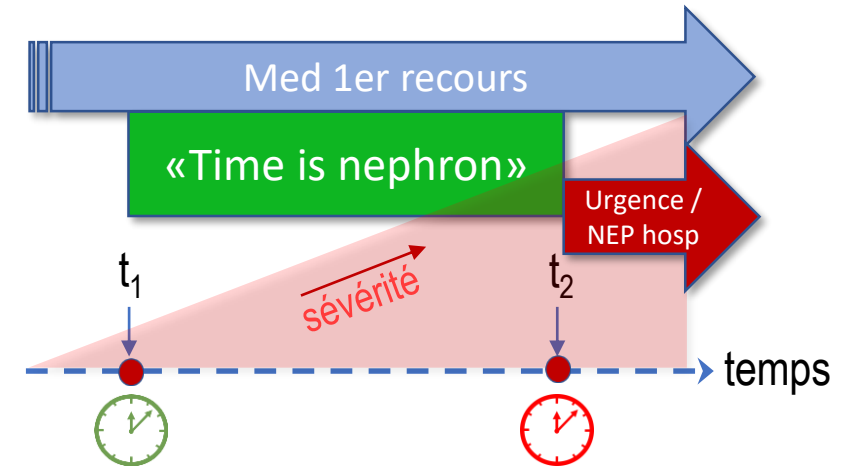 Med 1er recours
«Time is nephron»
Urgence /
NEP hosp
t₁
t₂
sévérité
temps